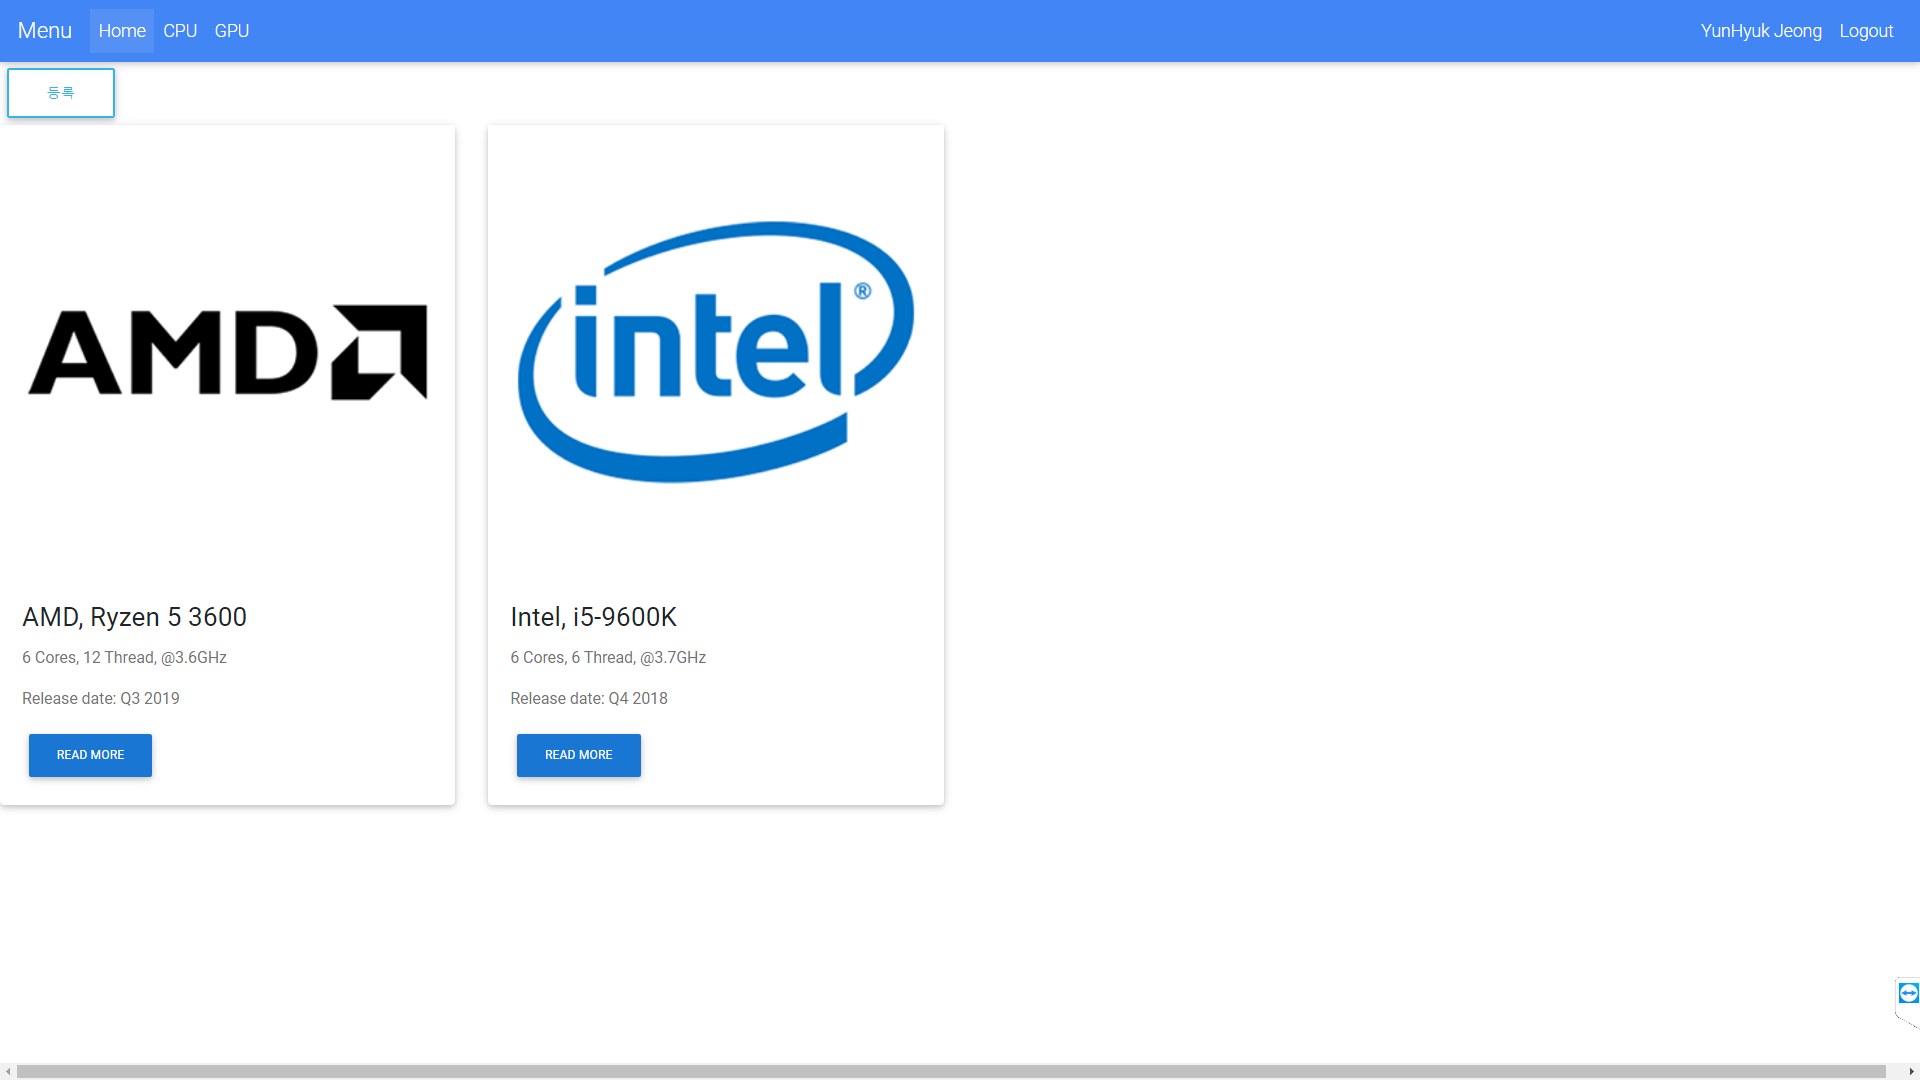 Menu Home CPU GPU YunHyuk Jeong Logout
등록
AMD
intel®
AMD, Ryzen 5 3600
6 Cores, 12 Thread, @3.6GHz
Release date: Q3 2019
READ MORE
Intel, i5-9600K
6 Cores, 6 Thread, @3.7GHz
Release date: Q4 2018
READ MORE